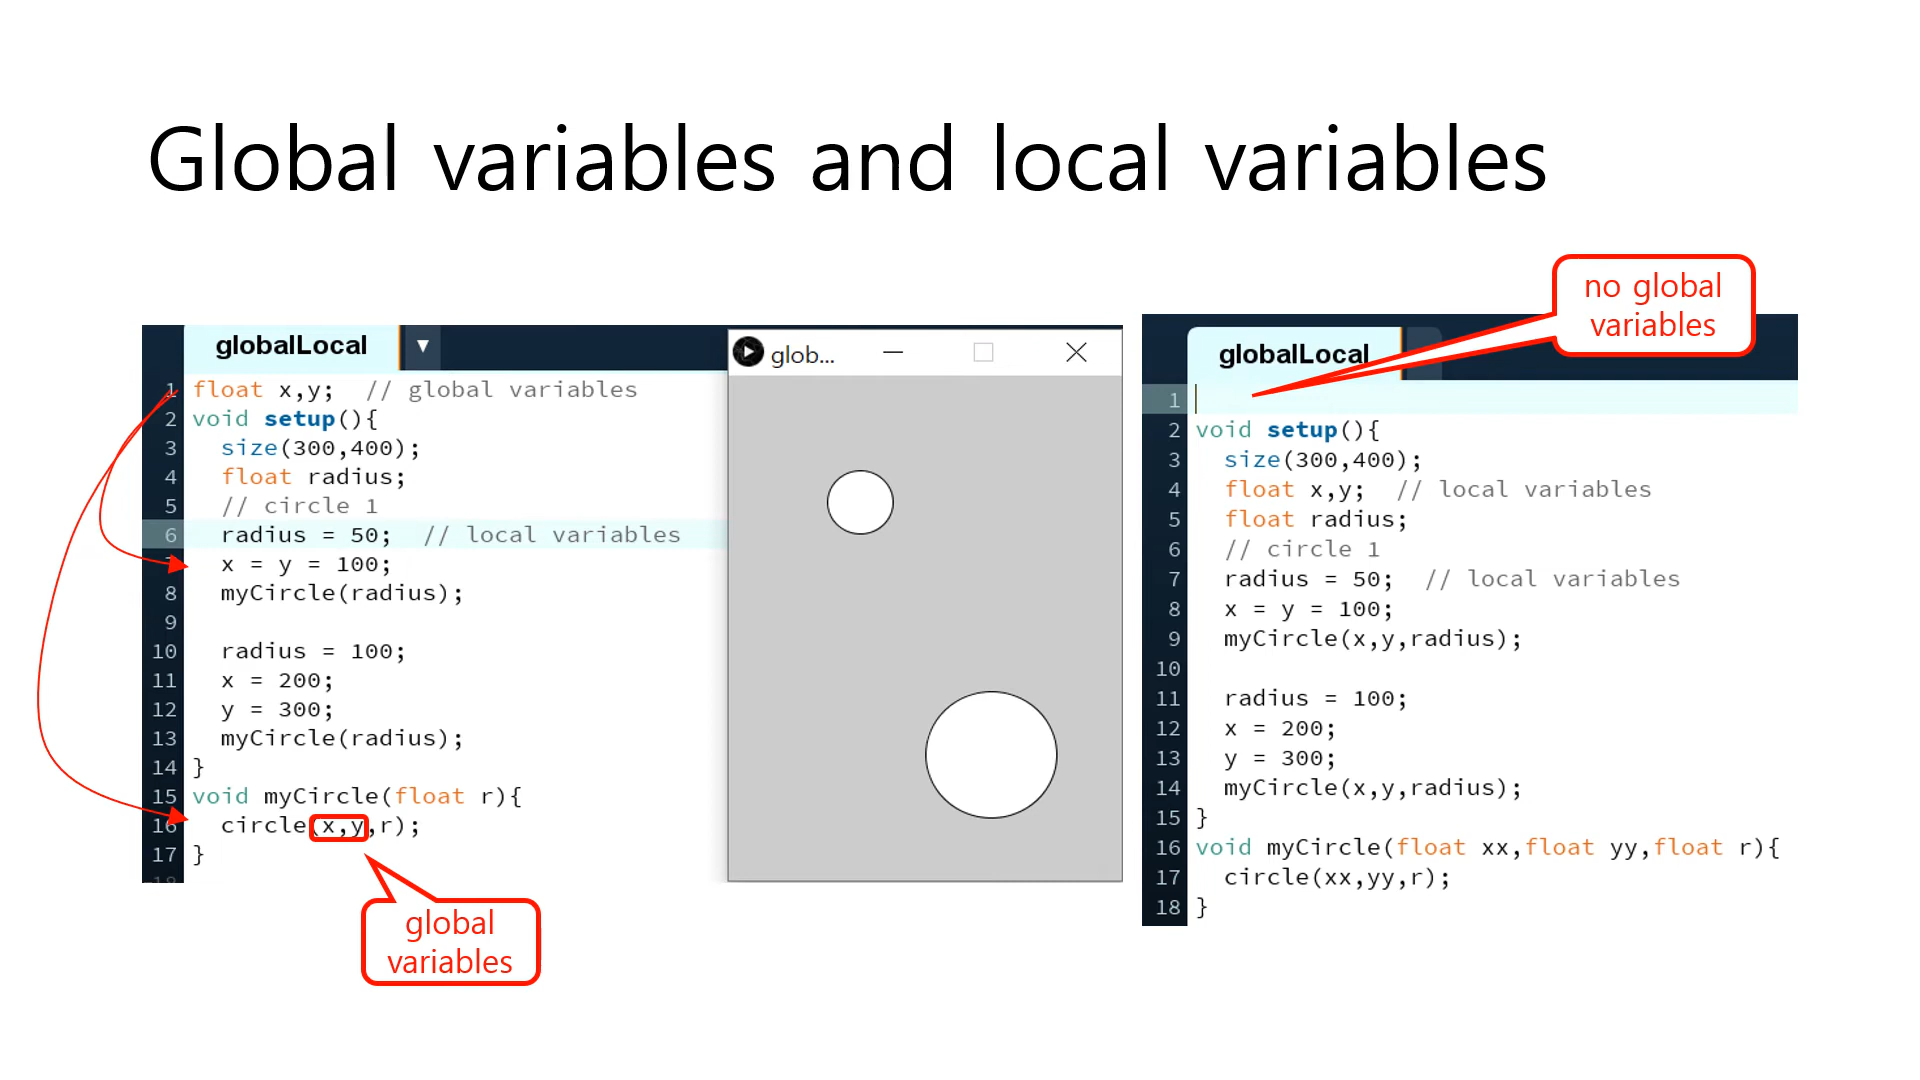 Global variables and local variables
globalLocal ▼
1 float x,y;  // global variables
2 void setup(){
3   size(300,400);
4   float radius;
5   // circle 1
6   radius = 50;  // local variables
7   x = y = 100;
8   myCircle(radius);
9
10   radius = 100;
11   x = 200;
12   y = 300;
13   myCircle(radius);
14 }
15 void myCircle(float r){
16   circle(x,y,r);
17 }
18
global
variables
glob...
no global
variables
globalLocal
1
2 void setup(){
3   size(300,400);
4   float x,y;  // local variables
5   float radius;
6   // circle 1
7   radius = 50;  // local variables
8   x = y = 100;
9   myCircle(x,y,radius);
10
11   radius = 100;
12   x = 200;
13   y = 300;
14   myCircle(x,y,radius);
15 }
16 void myCircle(float xx,float yy,float r){
17   circle(xx,yy,r);
18 }